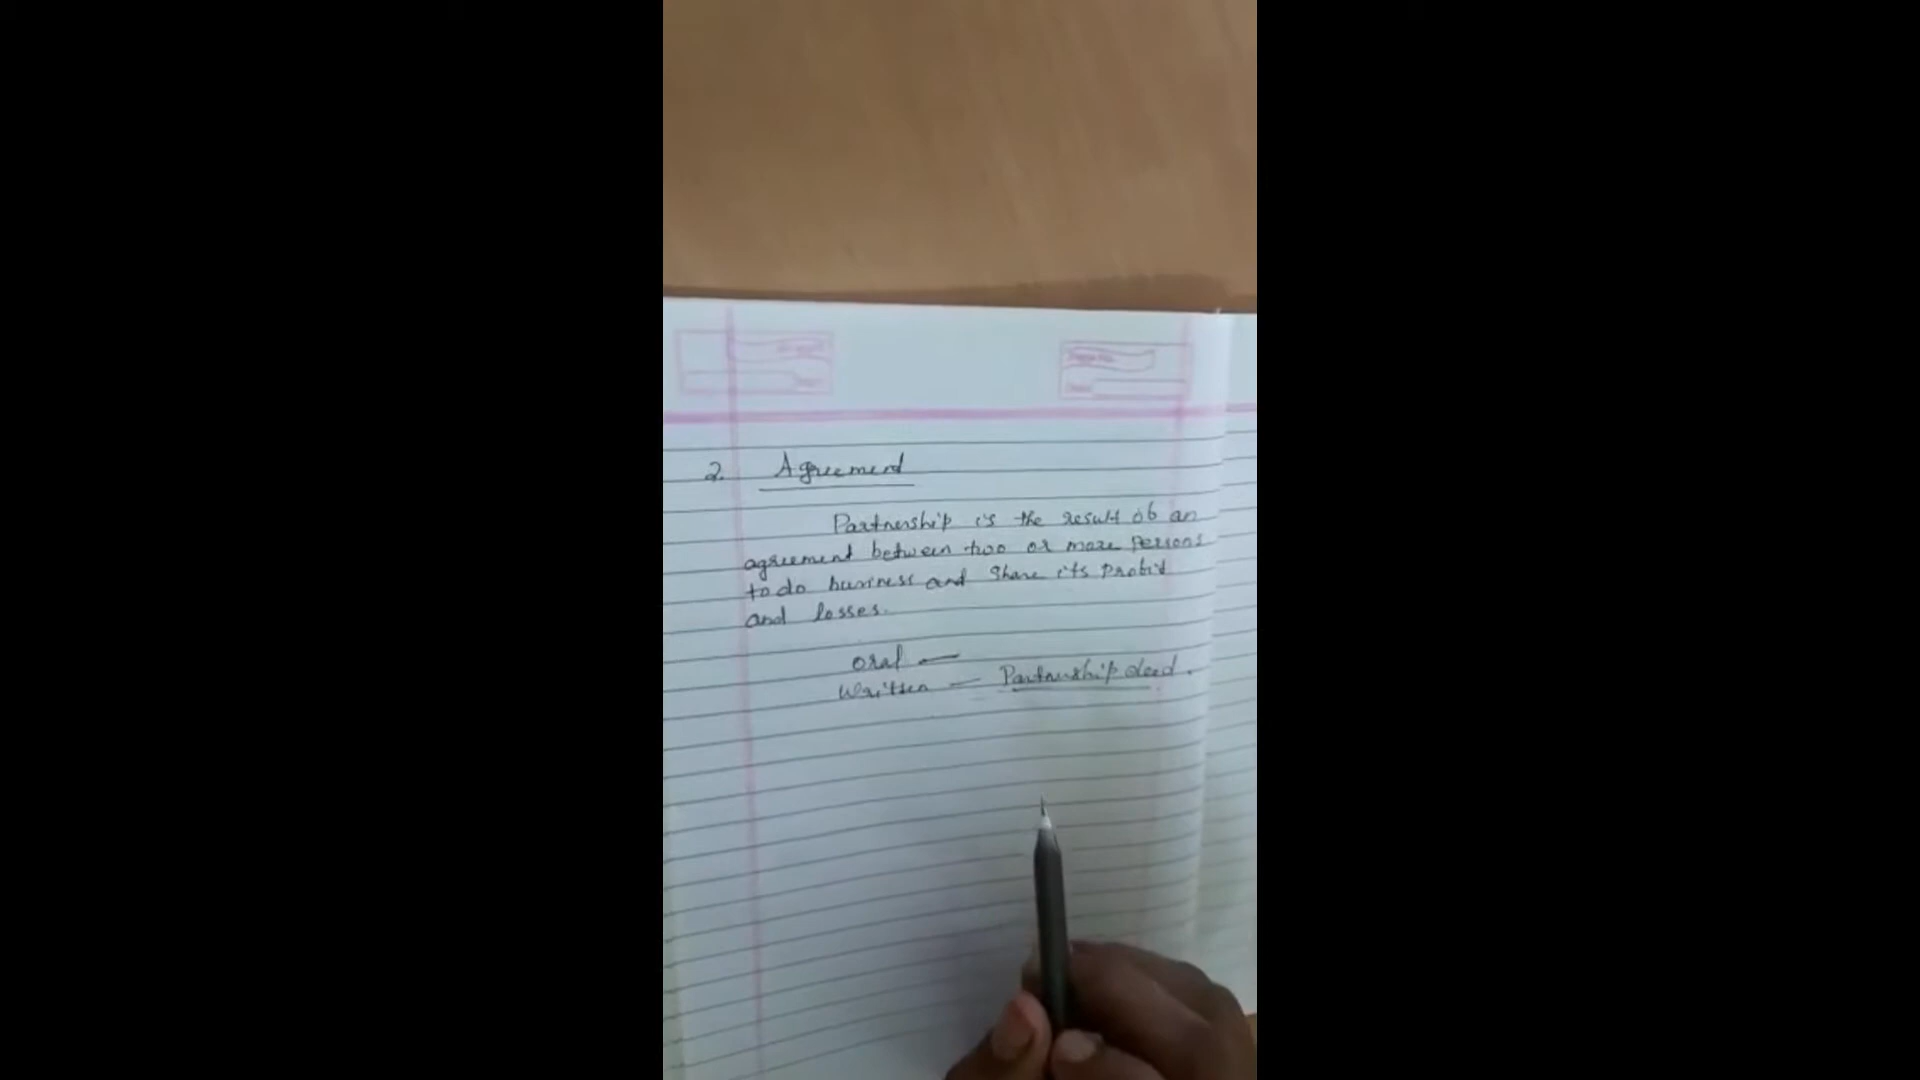 2. Agreement
Partnership is the result of an
agreement between two or more persons
to do business and share its profit
and losses.
Oral —
Written — Partnership deed.